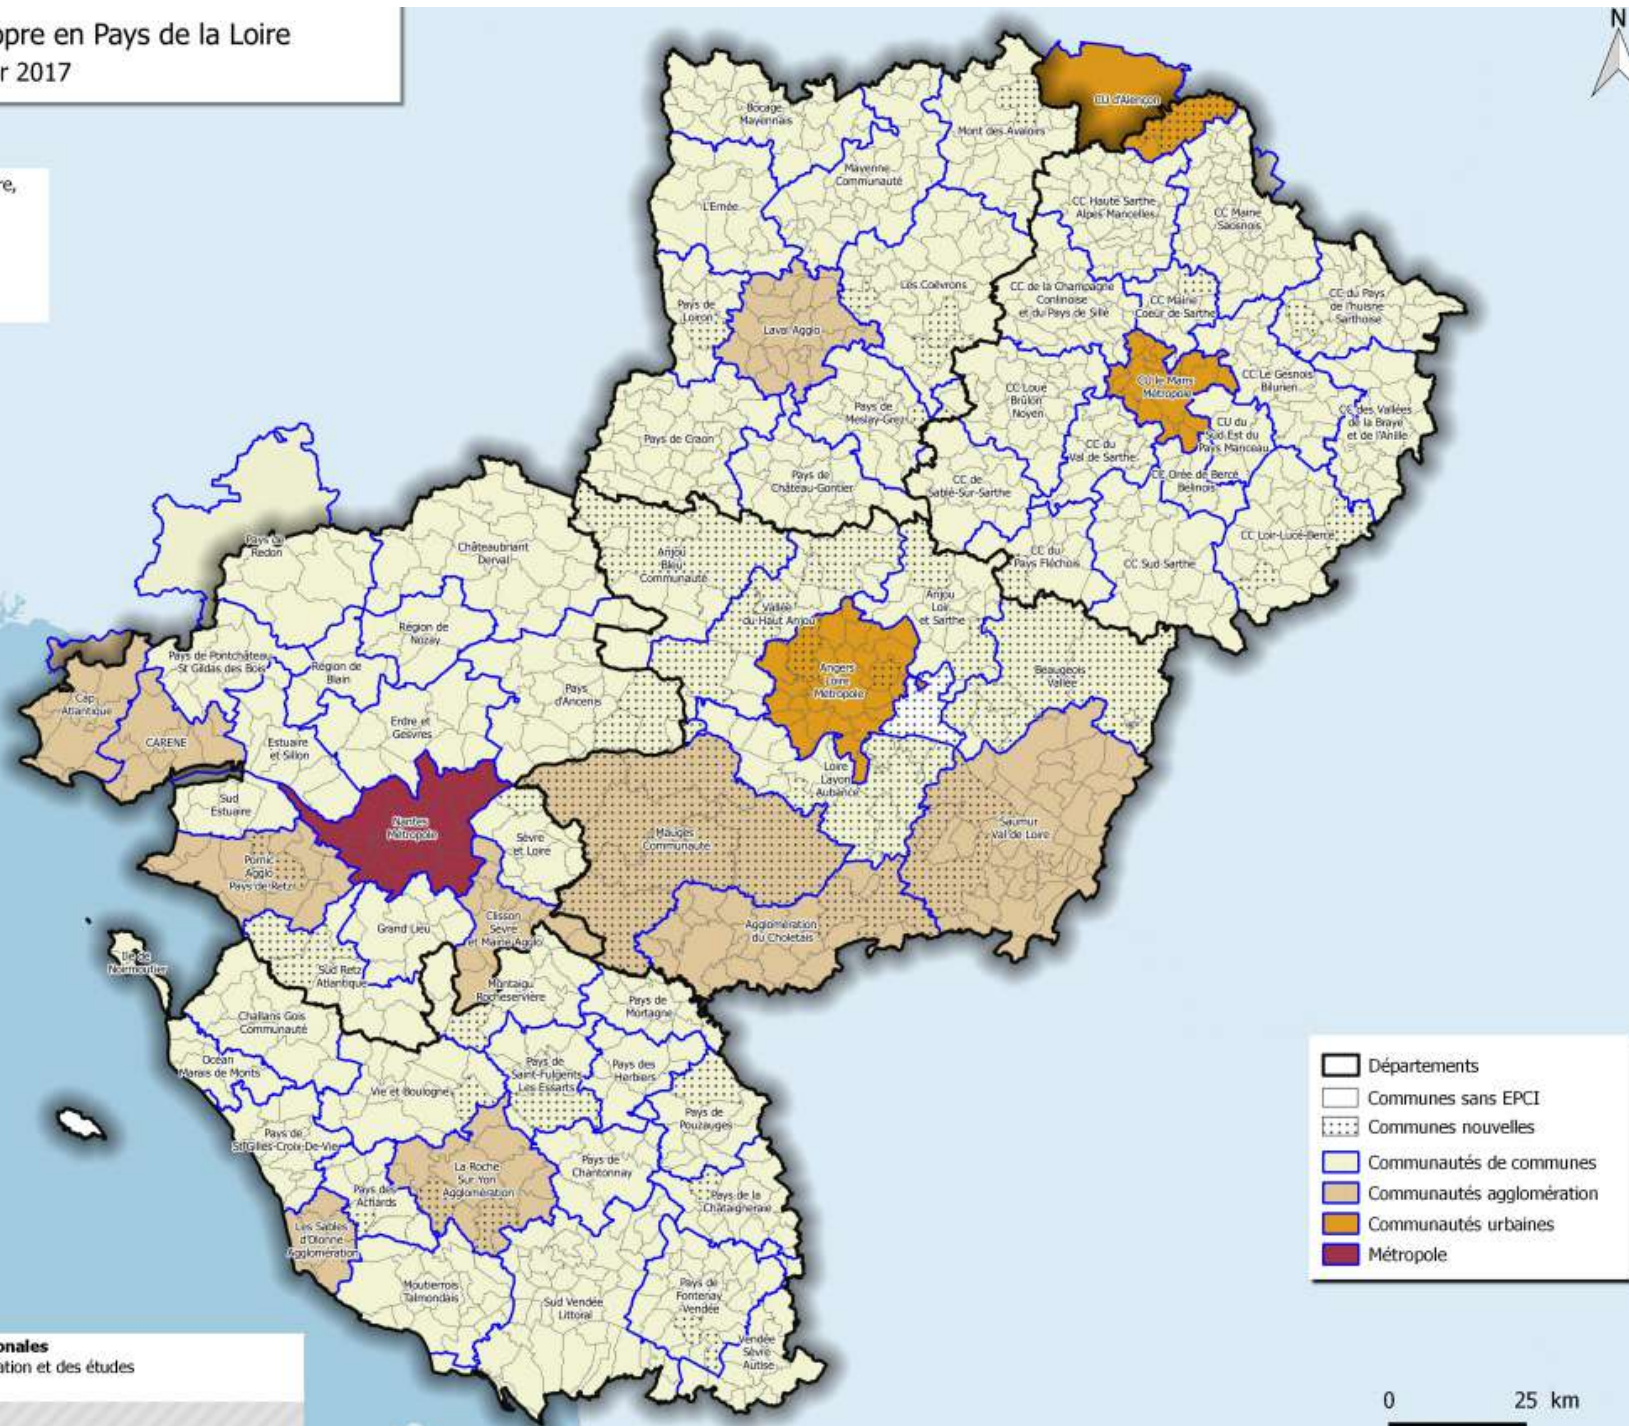 opre en Pays de la Loire
r 2017
re,
N
Bocage
Mayennais
Mont des Avaloirs
CU d'Alençon
Mayenne
Communauté
L'Ernée
CC Haute Sarthe
Alpes Mancelles
CC Maine
Saosnois
Les Coëvrons
Pays de
Loiron
Laval Agglo
CC de la Champagne
Conlinoise
et du Pays de Sillé
CC Maine
Coeur de Sarthe
CC du Pays
de l'huisne
Sarthoise
CC Loué
Brûlon
Noyen
CU le Mans
Métropole
CC Le Gesnois
Bilurien
CC des Vallées
de la Braye
et de l'Anille
Pays de
Meslay-Grez
Pays de Craon
Pays de
Château-Gontier
CC du
Val de Sarthe
CU du
Sud Est du
Pays Manceau
CC de
Sablé-Sur-Sarthe
CC Orée de Bercé
Belinois
CC Loir-Lucé-Bercé
CC du
Pays Fléchois
CC Sud Sarthe
Pays de
Redon
Châteaubriant
Derval
Anjou
Bleu
Communauté
Vallée
du Haut Anjou
Anjou
Loir
et Sarthe
Région de
Nozay
Pays de Pontchâteau
St Gildas des Bois
Région de
Blain
Pays
d'Ancenis
Angers
Loire
Métropole
Beaugeois
Vallée
Cap
Atlantique
CARENE
Estuaire
et Sillon
Erdre et
Gesvres
Loire
Layon
Aubance
Sud
Estuaire
Nantes
Métropole
Sèvre
et Loire
Mauges
Communauté
Saumur
Val de Loire
Pornic
Agglo
Pays de Retz
Grand Lieu
Clisson
Sèvre
et Maine Agglo
Agglomération
du Choletais
Ile de
Noirmoutier
Sud Retz
Atlantique
Montaigu
Rocheservière
Pays de
Mortagne
Challans Gois
Communauté
Océan
Marais de Monts
Vie et Boulogne
Pays de
Saint-Fulgents
Les Essarts
Pays des
Herbiers
Pays de
Pouzauges
Pays de
St Gilles-Croix-De-Vie
Pays des
Achards
La Roche
Sur Yon
Agglomération
Pays de
Chantonnay
Pays de la
Châtaigneraie
Les Sables
d'Olonne
Agglomération
Moutierrois
Talmondais
Sud Vendée
Littoral
Pays de
Fontenay
Vendée
Vendée
Sèvre
Autise
Départements
Communes sans EPCI
Communes nouvelles
Communautés de communes
Communautés agglomération
Communautés urbaines
Métropole
onales
ation et des études
0 25 km